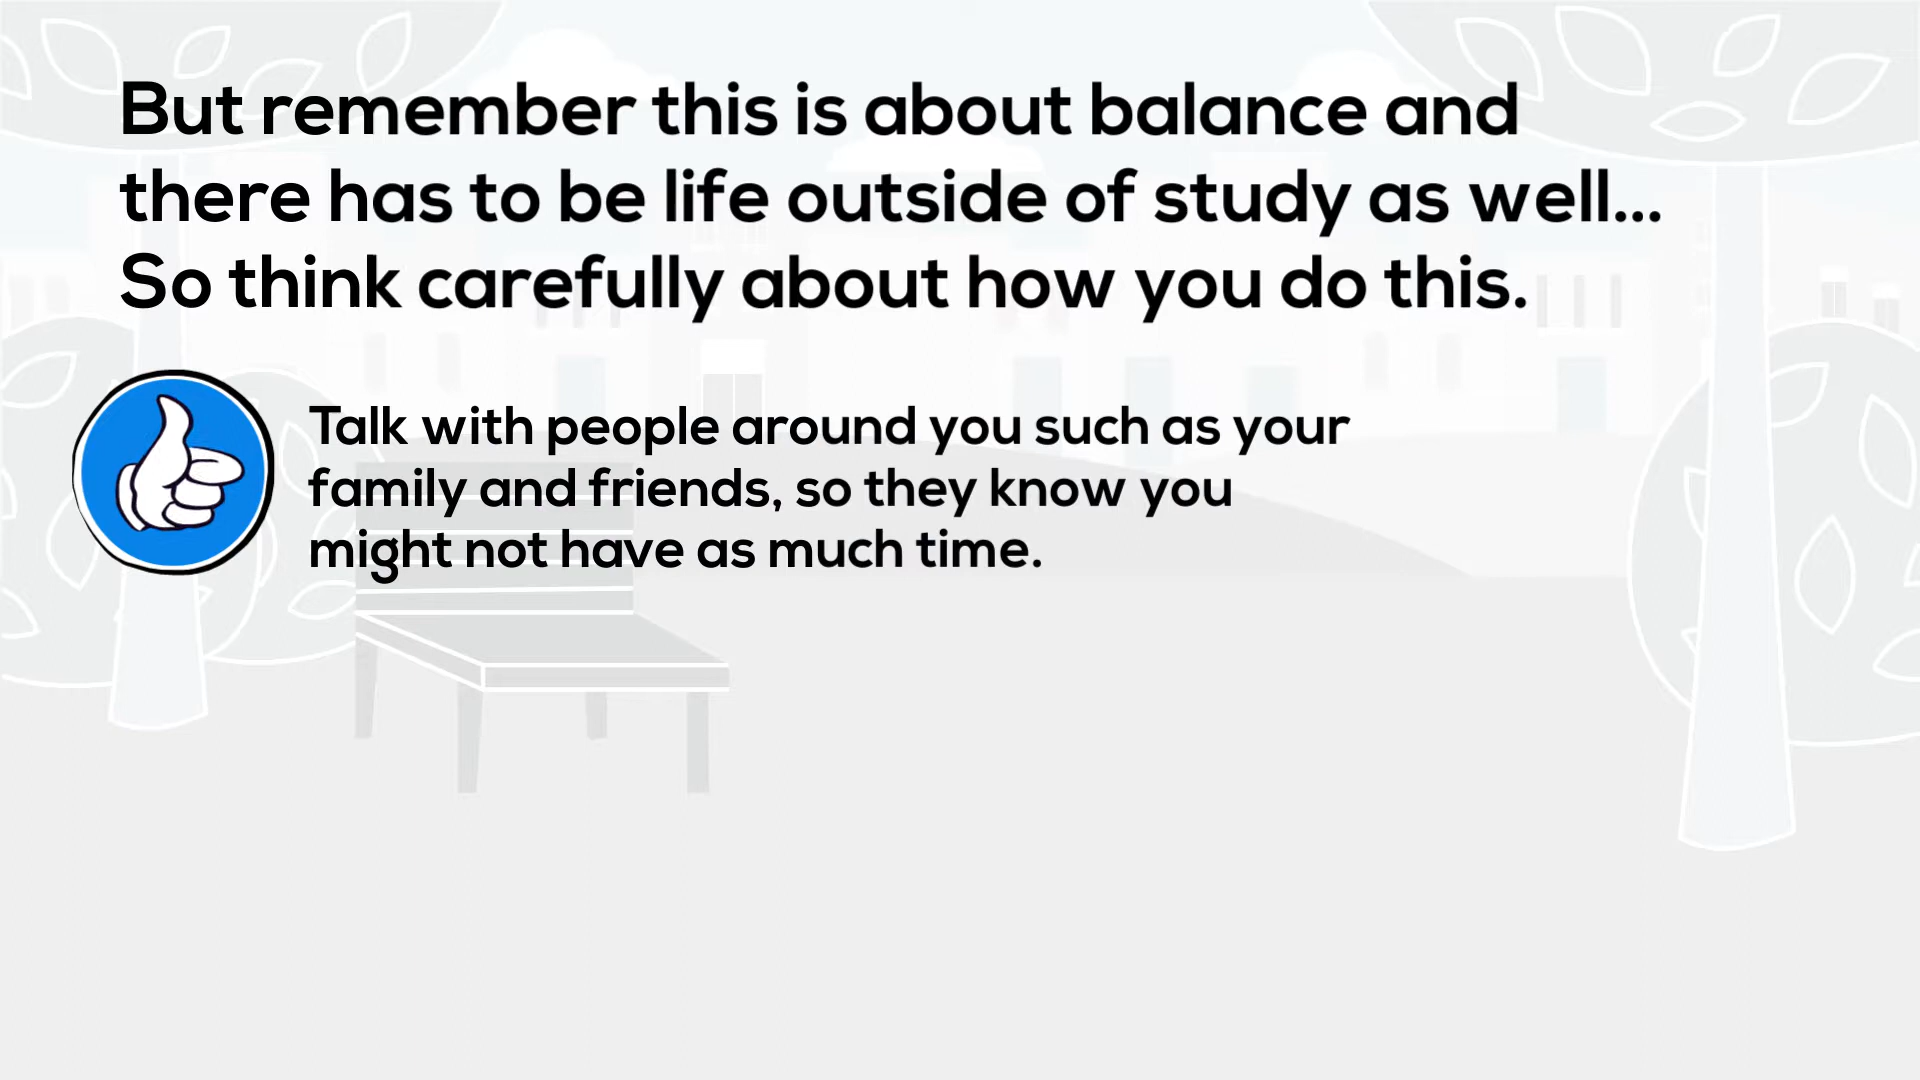 But remember this is about balance and
there has to be life outside of study as well...
So think carefully about how you do this.
Talk with people around you such as your
family and friends, so they know you
might not have as much time.